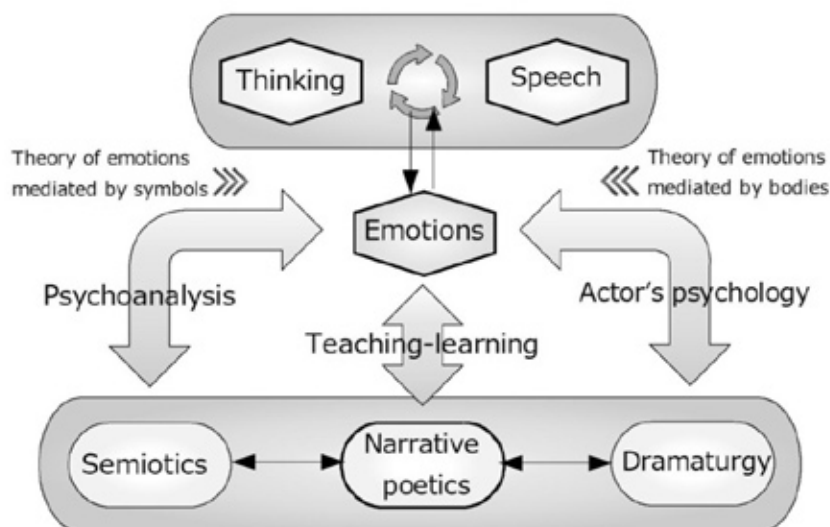 Thinking
Speech
Theory of emotions
mediated by symbols
Theory of emotions
mediated by bodies
Emotions
Psychoanalysis
Actor's psychology
Teaching-learning
Semiotics
Narrative
poetics
Dramaturgy